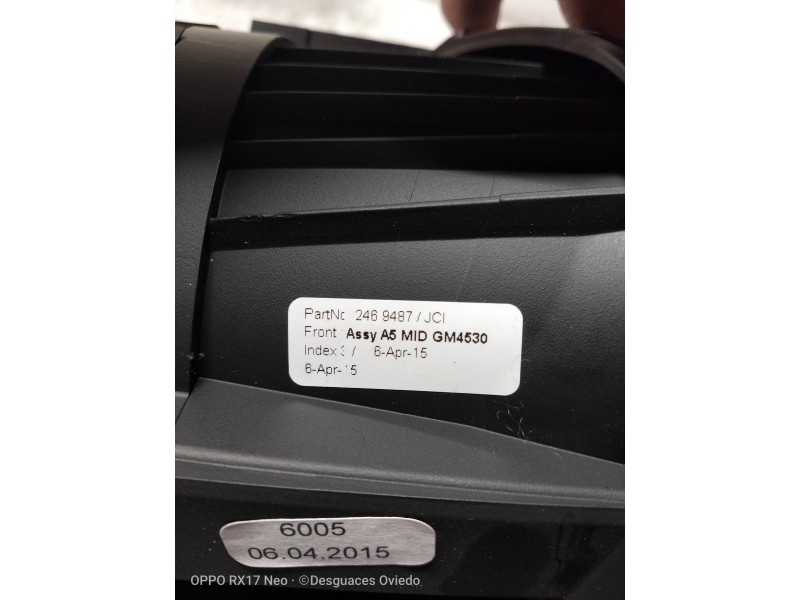 PartNo 246 9487 / JCI
Front Assy A5 MID GM4530
Index 3 / 6-Apr-15
6-Apr-15
6005
06.04.2015
OPPO RX17 Neo · ©Desguaces Oviedo